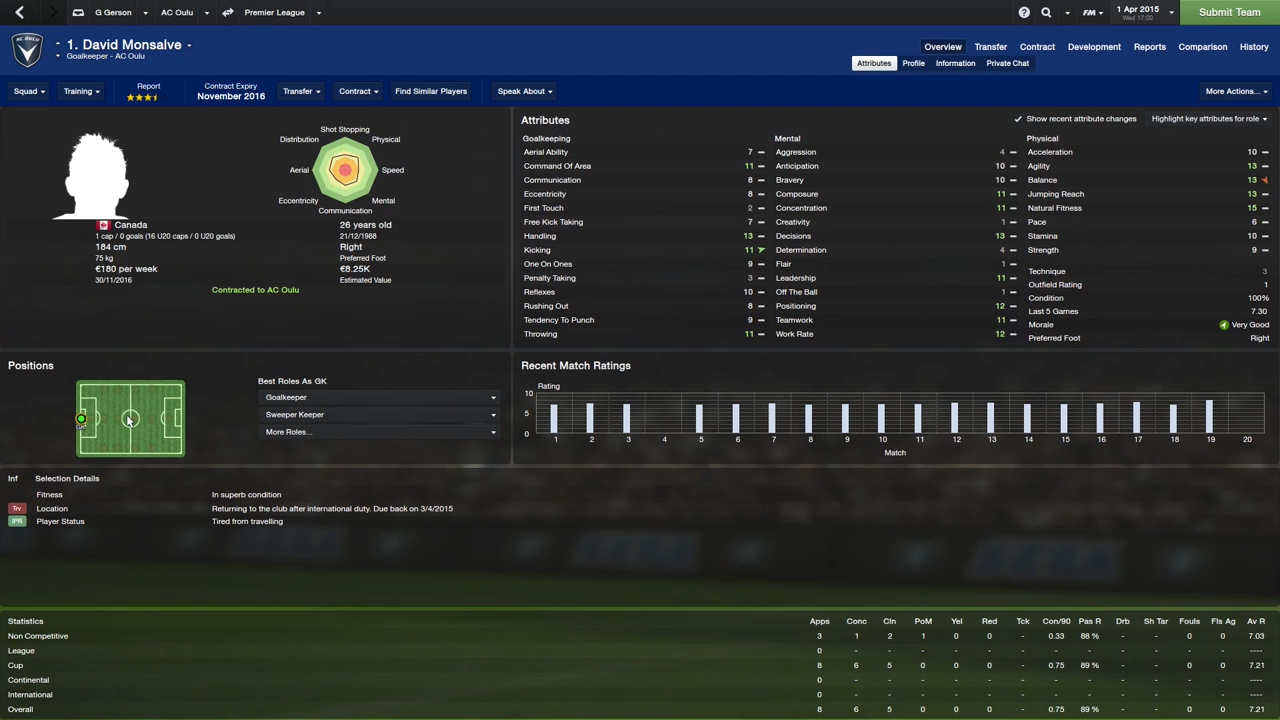 G Gerson AC Oulu Premier League FM 1 Apr 2015 Wed 17:00 Submit Team
1. David Monsalve
Goalkeeper - AC Oulu
Overview Transfer Contract Development Reports Comparison History
Attributes Profile Information Private Chat
Squad Training Report Contract Expiry November 2016 Transfer Contract Find Similar Players Speak About More Actions...
Canada
1 cap / 0 goals (16 U20 caps / 0 U20 goals)
184 cm
75 kg
€180 per week
30/11/2016
Shot Stopping
Distribution Physical
Aerial Speed
Eccentricity Mental
Communication
26 years old
21/12/1988
Right
Preferred Foot
€8.25K
Estimated Value
Contracted to AC Oulu
Attributes Show recent attribute changes Highlight key attributes for role
Goalkeeping Mental Physical
Aerial Ability 7 Aggression 4 Acceleration 10
Command Of Area 11 Anticipation 10 Agility 13
Communication 8 Bravery 10 Balance 13
Eccentricity 8 Composure 11 Jumping Reach 13
First Touch 2 Concentration 11 Natural Fitness 15
Free Kick Taking 7 Creativity 1 Pace 6
Handling 13 Decisions 13 Stamina 10
Kicking 11 Determination 4 Strength 9
One On Ones 9 Flair 1 Technique 3
Penalty Taking 3 Leadership 11 Outfield Rating 1
Reflexes 10 Off The Ball 1 Condition 100%
Rushing Out 8 Positioning 12 Last 5 Games 7.30
Tendency To Punch 9 Teamwork 11 Morale Very Good
Throwing 11 Work Rate 12 Preferred Foot Right
Positions
GK
Best Roles As GK
Goalkeeper
Sweeper Keeper
More Roles...
Recent Match Ratings
Rating
10
5
0
1 2 3 4 5 6 7 8 9 10 11 12 13 14 15 16 17 18 19 20
Match
Inf Selection Details
Fitness In superb condition
Trv Location Returning to the club after international duty. Due back on 3/4/2015
IPR Player Status Tired from travelling
Statistics Apps Conc Cln PoM Yel Red Tck Con/90 Pas R Drb Sh Tar Fouls Fls Ag Av R
Non Competitive 3 1 2 1 0 0 - 0.33 88 % - - 0 0 7.03
League 0 - - - - - - - - - - - - ----
Cup 8 6 5 0 0 0 - 0.75 89 % - - 0 0 7.21
Continental 0 - - - - - - - - - - - - ----
International 0 - - - - - - - - - - - - ----
Overall 8 6 5 0 0 0 - 0.75 89 % - - 0 0 7.21